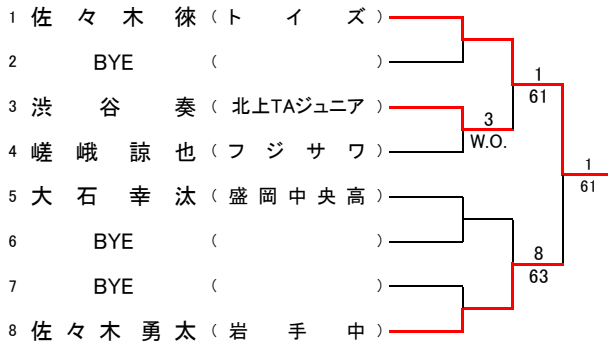 1 佐々木 徠 （トイズ）
2 BYE （ ）
1
61
3 渋谷 奏 （北上TAジュニア）
3
W.O.
4 嵯峨 諒也 （フジサワ）
1
61
5 大石 幸汰 （盛岡中央高）
6 BYE （ ）
8
63
7 BYE （ ）
8 佐々木 勇太 （岩手中）